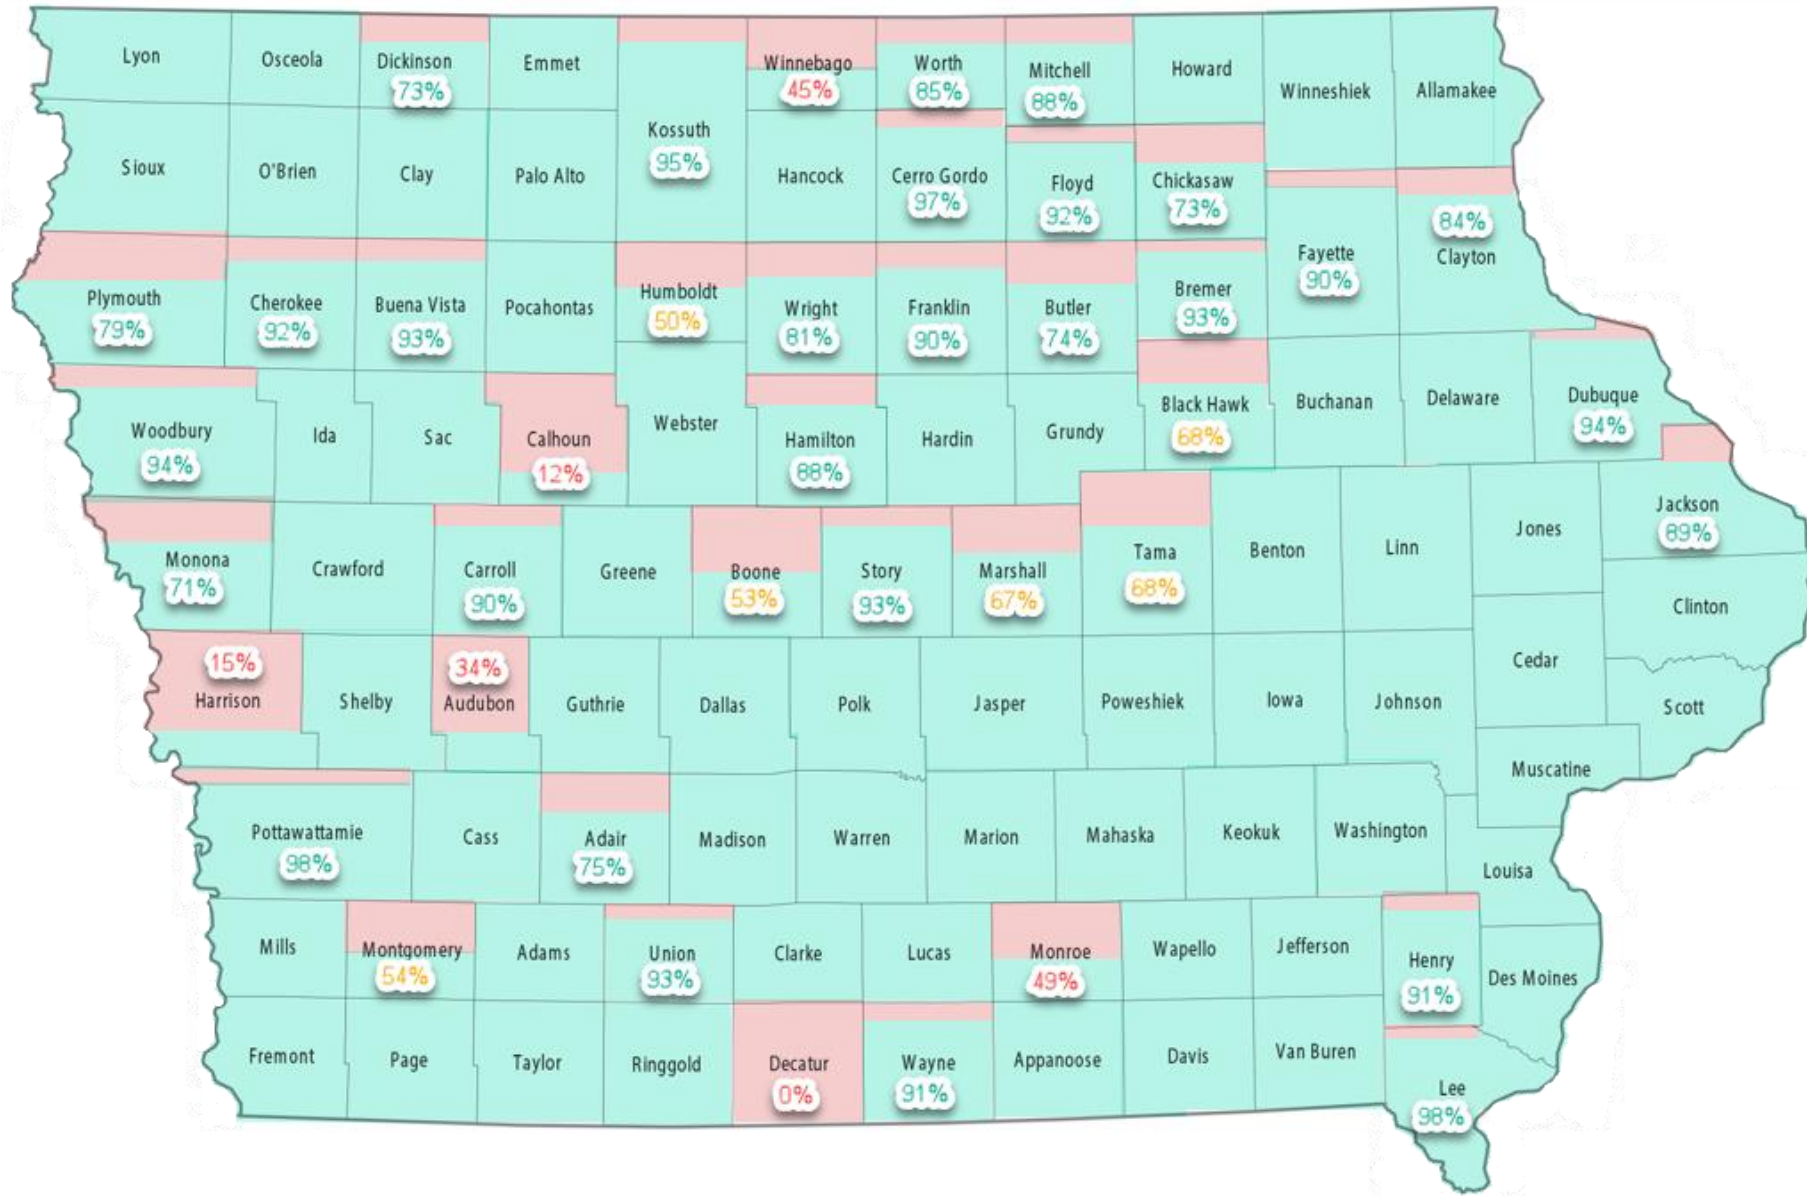 Lyon
Osceola
Dickinson
73%
Emmet
Kossuth
95%
Winnebago
45%
Worth
85%
Mitchell
88%
Howard
Winneshiek
Allamakee
Sioux
O'Brien
Clay
Palo Alto
Hancock
Cerro Gordo
97%
Floyd
92%
Chickasaw
73%
Fayette
90%
84%
Clayton
Plymouth
79%
Cherokee
92%
Buena Vista
93%
Pocahontas
Humboldt
50%
Wright
81%
Franklin
90%
Butler
74%
Bremer
93%
Woodbury
94%
Ida
Sac
Calhoun
12%
Webster
Hamilton
88%
Hardin
Grundy
Black Hawk
68%
Buchanan
Delaware
Dubuque
94%
Monona
71%
Crawford
Carroll
90%
Greene
Boone
53%
Story
93%
Marshall
67%
Tama
68%
Benton
Linn
Jones
Jackson
89%
Clinton
15%
Harrison
Shelby
34%
Audubon
Guthrie
Dallas
Polk
Jasper
Poweshiek
Iowa
Johnson
Cedar
Scott
Muscatine
Pottawattamie
98%
Cass
Adair
75%
Madison
Warren
Marion
Mahaska
Keokuk
Washington
Louisa
Mills
Montgomery
54%
Adams
Union
93%
Clarke
Lucas
Monroe
49%
Wapello
Jefferson
Henry
91%
Des Moines
Fremont
Page
Taylor
Ringgold
Decatur
0%
Wayne
91%
Appanoose
Davis
Van Buren
Lee
98%